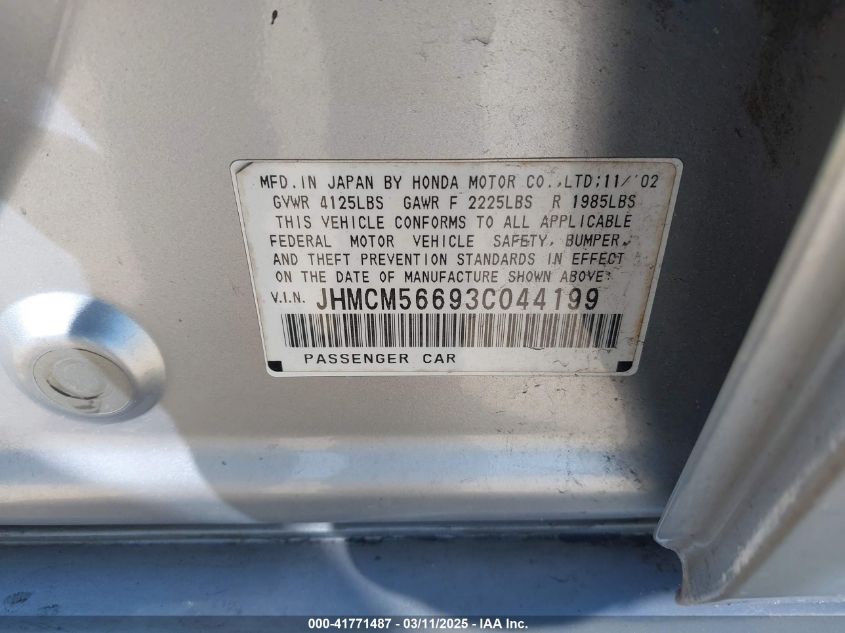 MFD. IN JAPAN BY HONDA MOTOR CO., LTD; 11/'02
GVWR 4125LBS GAWR F 2225LBS R 1985LBS
THIS VEHICLE CONFORMS TO ALL APPLICABLE
FEDERAL MOTOR VEHICLE SAFETY, BUMPER,
AND THEFT PREVENTION STANDARDS IN EFFECT
ON THE DATE OF MANUFACTURE SHOWN ABOVE.
V.I.N. JHMCM56693C044199
PASSENGER CAR
000-41771487 - 03/11/2025 - IAA Inc.